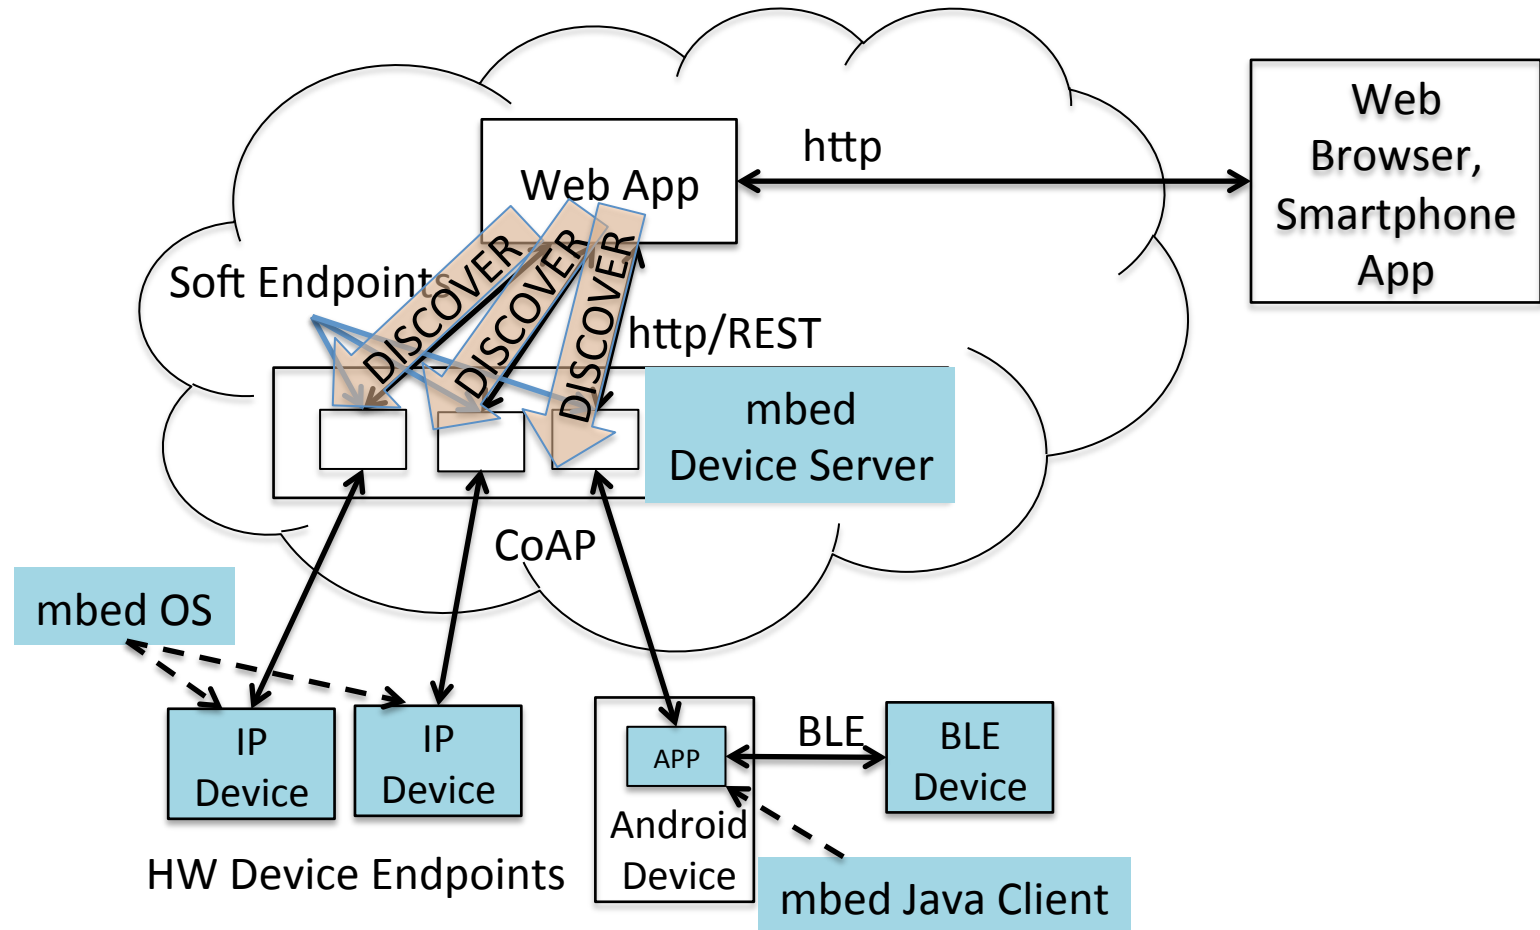 Web
Browser,
Smartphone
App
http
Web App
Soft Endpoints
DISCOVER
DISCOVER
DISCOVER
http/REST
mbed
Device Server
CoAP
mbed OS
IP
Device
IP
Device
APP
BLE
BLE
Device
Android
Device
HW Device Endpoints
mbed Java Client